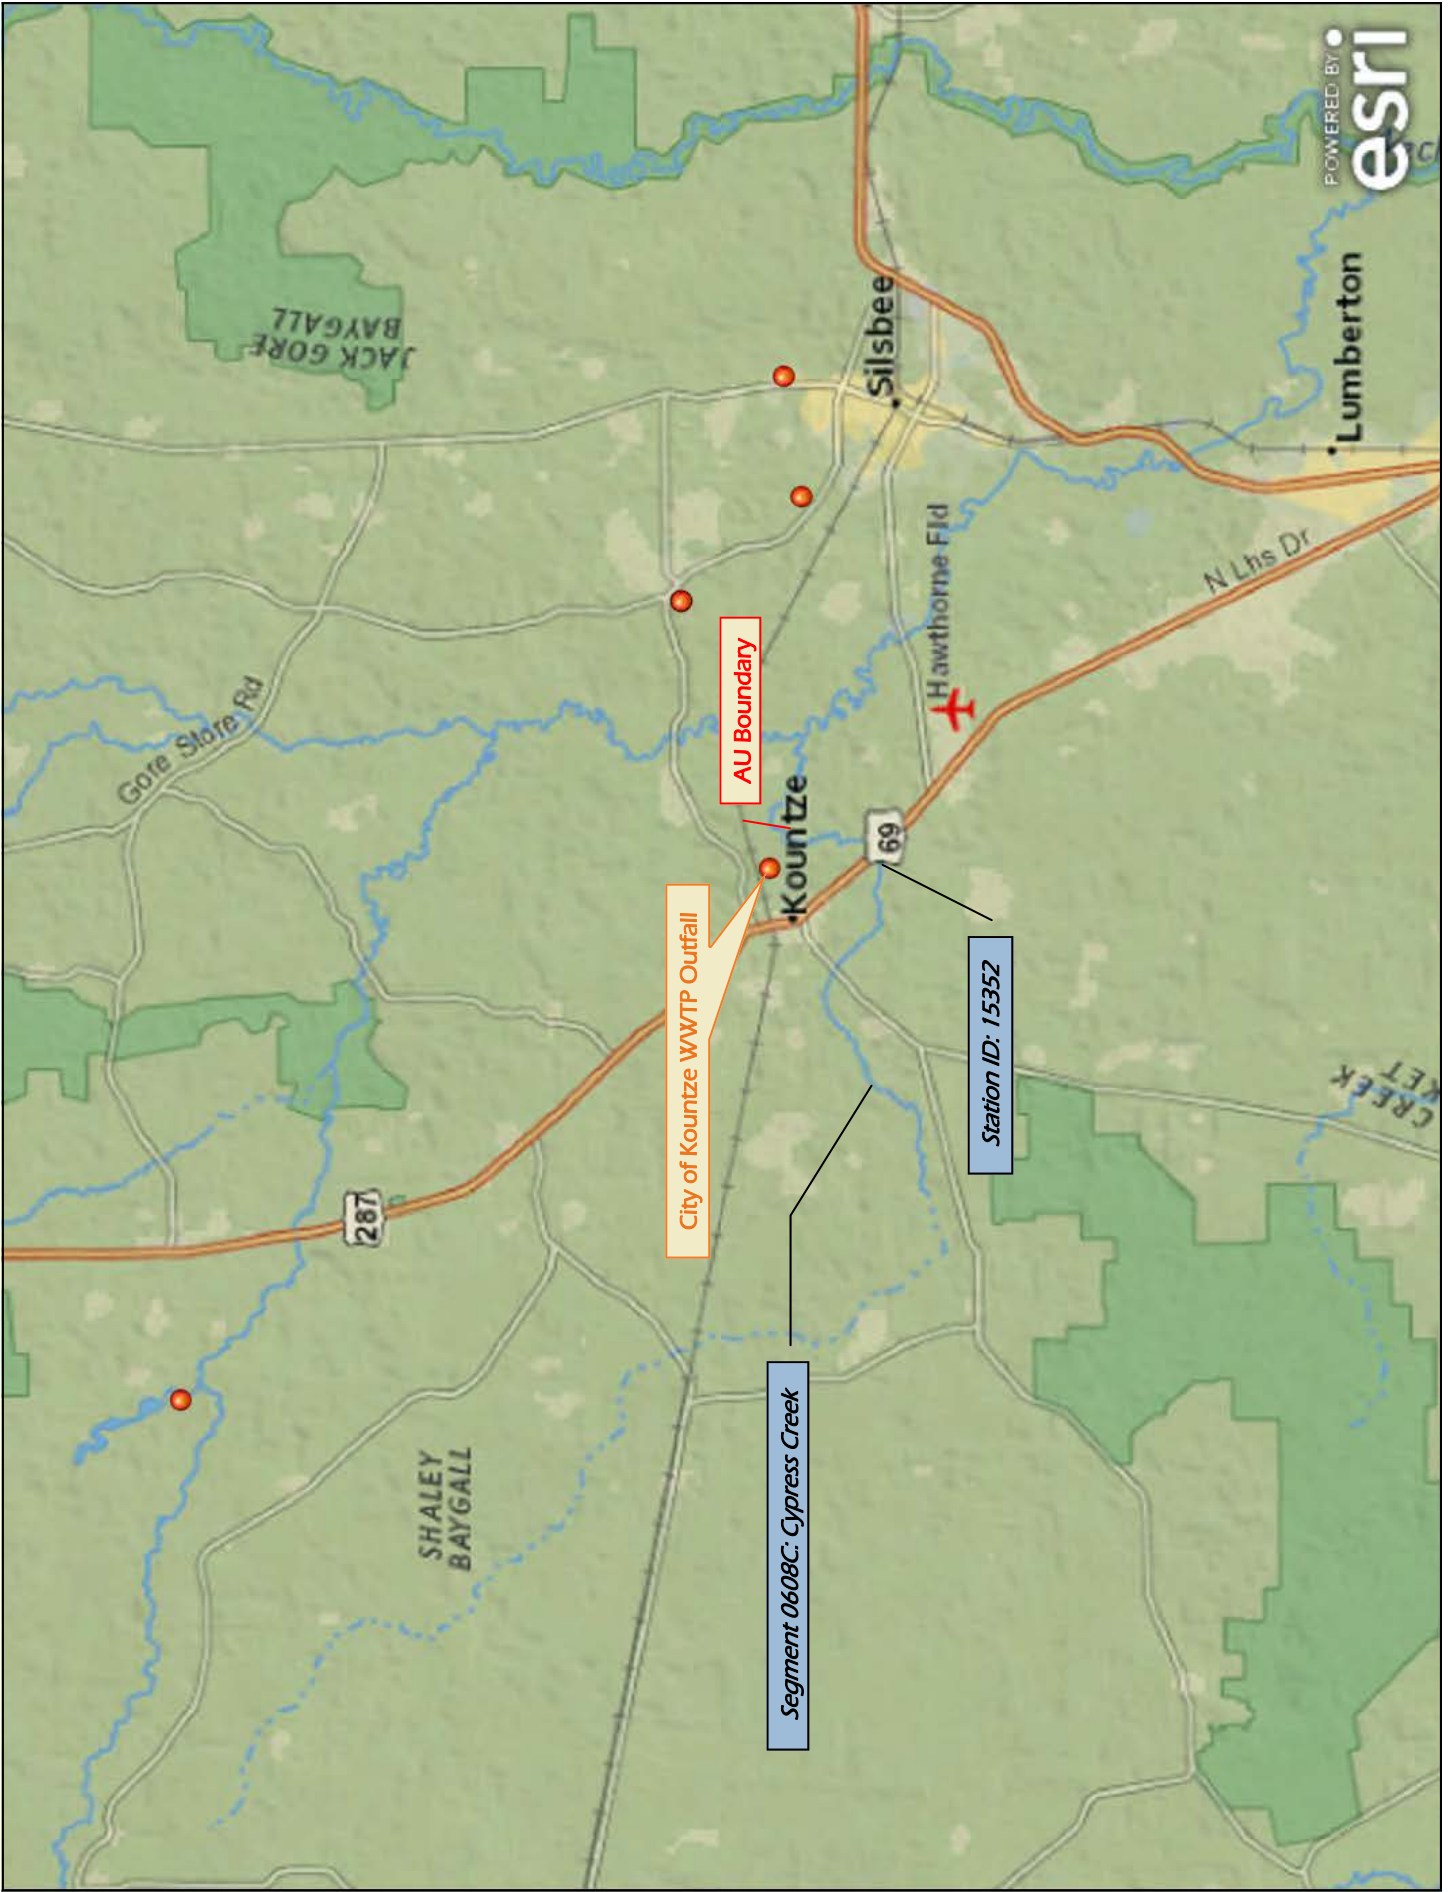 JACK GORE
BAYGALL
Gore Store Rd
Silsbee
Lumberton
Hawthorne Fld
N Lhs Dr
AU Boundary
Kountze
69
City of Kountze WWTP Outfall
Station ID: 15352
287
SHALEY
BAYGALL
Segment 0608C: Cypress Creek
CREEK
POWERED BY
esri